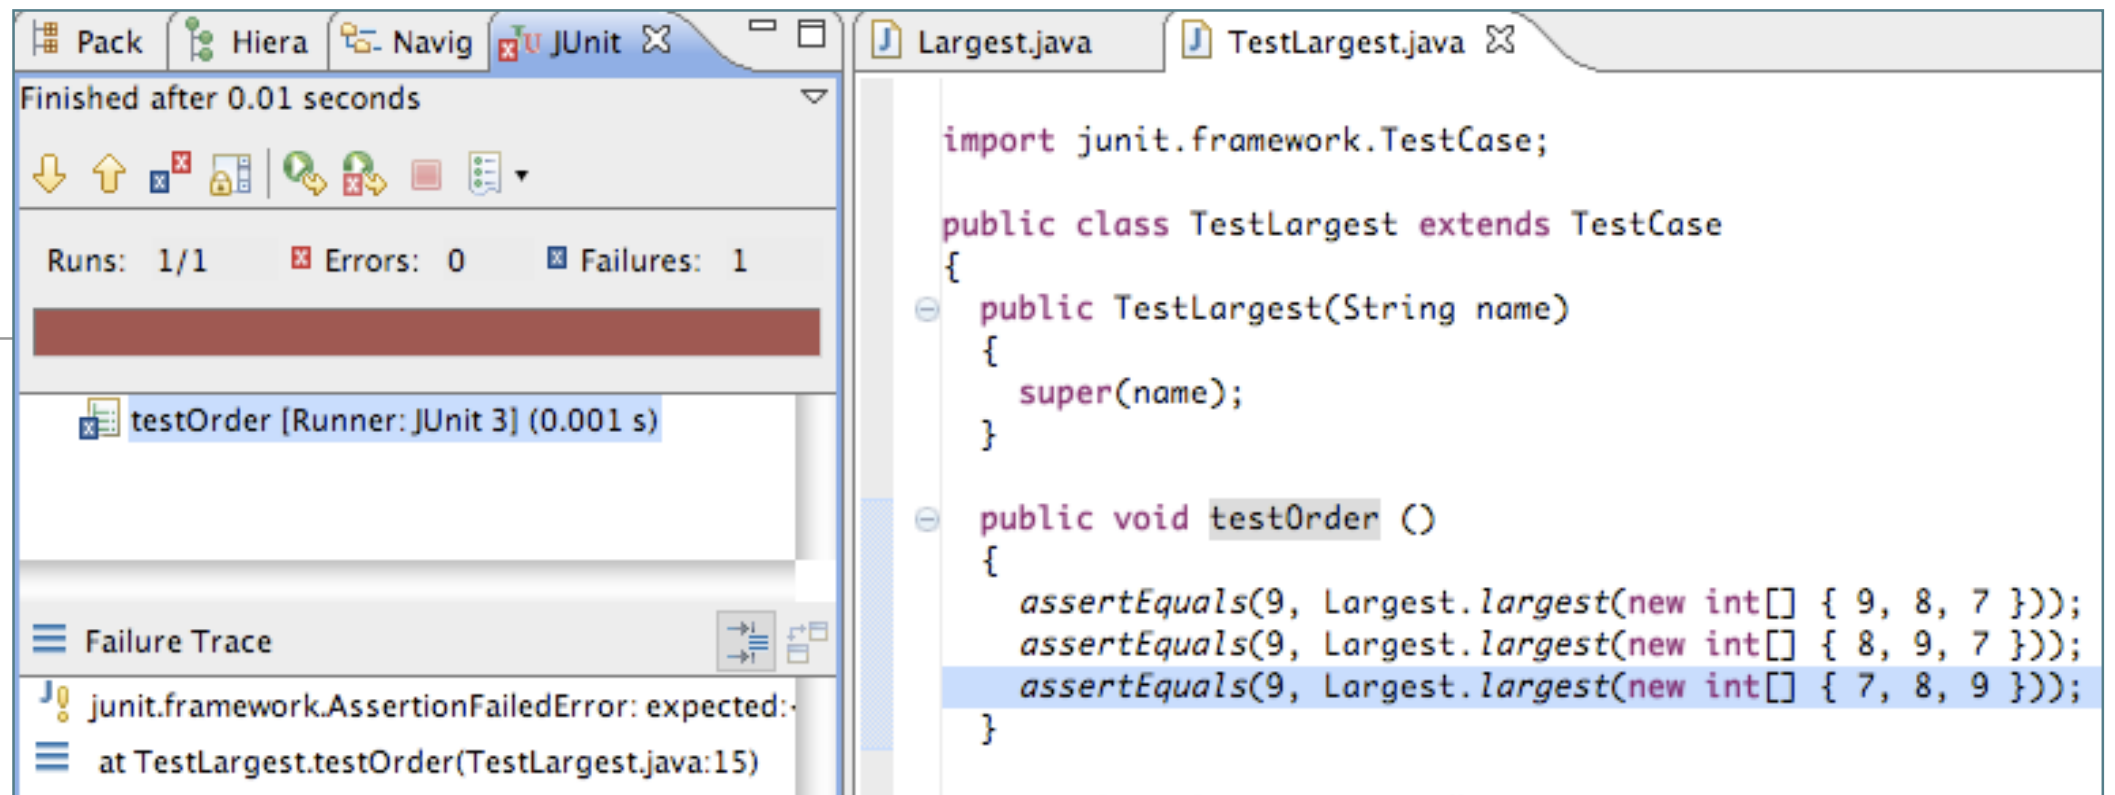 Pack Hiera Navig JUnit
Finished after 0.01 seconds
Runs: 1/1 Errors: 0 Failures: 1
testOrder [Runner: JUnit 3] (0.001 s)
Failure Trace
junit.framework.AssertionFailedError: expected:
at TestLargest.testOrder(TestLargest.java:15)
Largest.java TestLargest.java
import junit.framework.TestCase;
public class TestLargest extends TestCase
{
public TestLargest(String name)
{
super(name);
}
public void testOrder ()
{
assertEquals(9, Largest.largest(new int[] { 9, 8, 7 }));
assertEquals(9, Largest.largest(new int[] { 8, 9, 7 }));
assertEquals(9, Largest.largest(new int[] { 7, 8, 9 }));
}